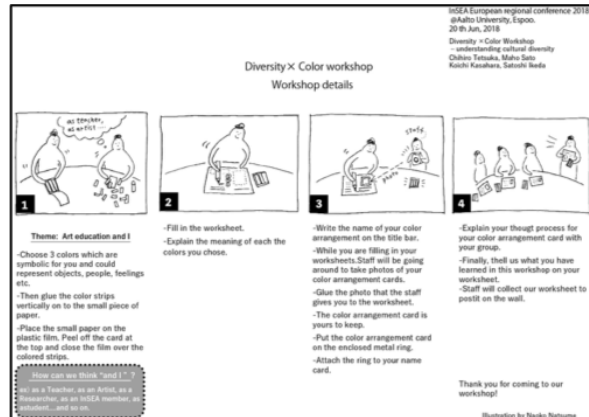 InSEA European regional conference 2018
@Aalto University, Espoo.
20 th Jun, 2018
Diversity × Color Workshop
– understanding cultural diversity
Chihiro Tetsuka, Maho Sato
Koichi Kasahara, Satoshi Ikeda
Diversity × Color workshop
Workshop details
as teacher,
as artist...
1
Theme: Art education and I
-Choose 3 colors which are
symbolic for you and could
represent objects, people, feelings
etc.
-Then glue the color strips
vertically on to the small piece of
paper.
-Place the small paper on the
plastic film. Peel off the card at
the top and close the film over the
colored strips.
How can we think "and I" ?
ex) as a Teacher, as an Artist, as a
Researcher, as an InSEA member, as
astudent....and so on.
2
-Fill in the worksheet.
-Explain the meaning of each the
colors you chose.
staff
photo
3
-Write the name of your color
arrangement on the title bar.
-While you are filling in your
worksheets.Staff will be going
around to take photos of your
color arrangement cards.
-Glue the photo that the staff
gives you to the worksheet.
-The color arrangement card is
yours to keep.
-Put the color arrangement card
on the enclosed metal ring.
-Attach the ring to your name
card.
4
-Explain your theugt process for
your color arrangement card with
your group.
-Finally, thell us what you have
learned in this workshop on your
worksheet.
-Staff will collect our worksheet to
postit on the wall.
Thank you for coming to our
workshop!
Illustration by Naoko Natsume